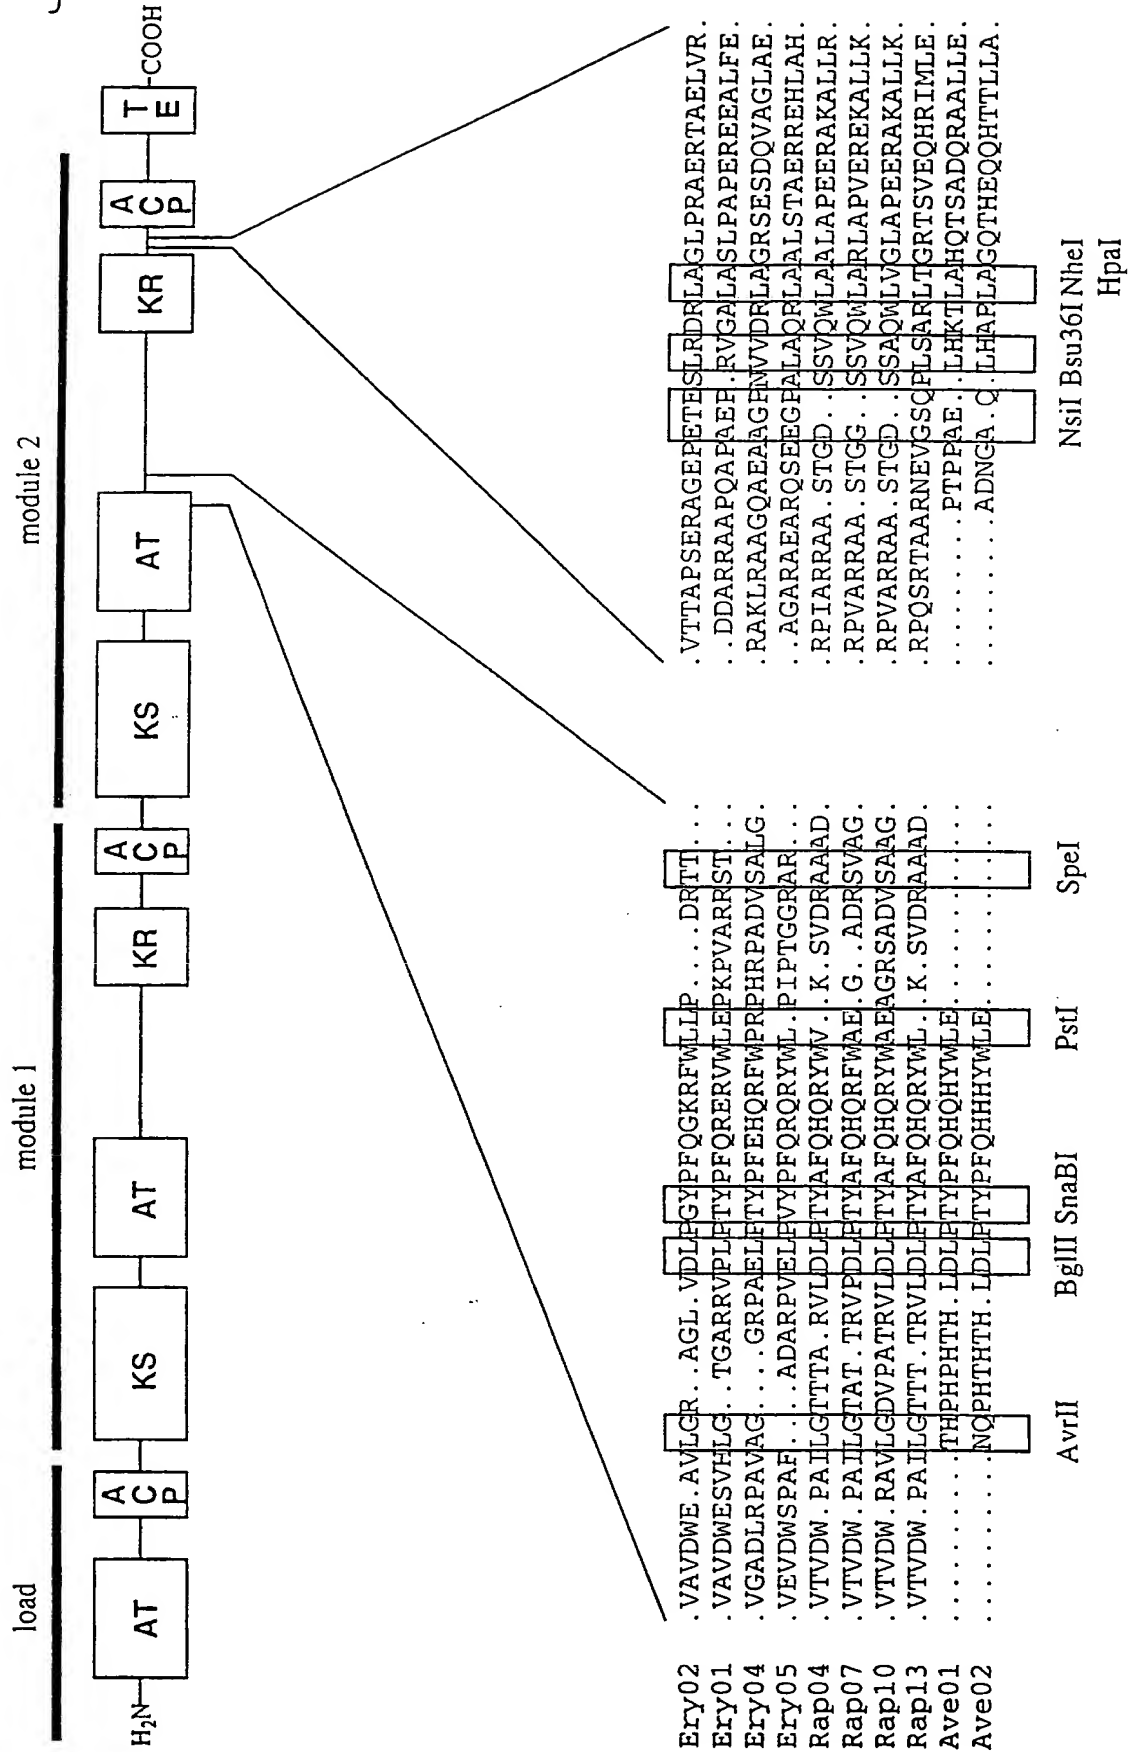 load
module 1
module 2
H₂N
AT
ACP
KS
AT
KR
ACP
KS
AT
KR
ACP
TE
-COOH
Ery02 .VAVDWE.AVLGR..AGL.VDLPGYPFQGKRFWLLP.....DRTT... .VTTAPSERAGEPETESLRDRLAGLPRAERTAELVR.
Ery01 .VAVDWESVHLG..TGARRVPLPTYPFQRERVWLEPKPVARRST... ..DDARRAAPQAPAEP.RVGALASLPAPEREEALFE.
Ery04 .VGADLRPAVAG....GRPAELPTYPFEHQRFWPRPHRPADVSALG. .RAKLRAAGQAEAAGPNVVDRLAGRSESDQVAGLAE.
Ery05 .VEVDWSPAF.....ADARPVELPVYPFQRQRYWL.PIPTGGRAR... ..AGARAEARQSEEGPALAQRLAALSTAERREHLAH.
Rap04 .VTVDW.PAILGTTTA.RVLDLPTYAFQHQRYWV..K.SVDRAAAD. .RPIARRAA.STGD..SSVQWLAALAPEERAKALLR.
Rap07 .VTVDW.PAILGTAT.TRVPDLPTYAFQHQRFWAE.G..ADRSVAG. .RPVARRAA.STGG..SSVQWLARLAPVEREKALLK.
Rap10 .VTVDW.RAVLGDVPATRVLDLPTYAFQHQRYWAEAGRSADVSAAG. .RPVARRAA.STGD..SSAQWLVGLAPEERAKALLK.
Rap13 .VTVDW.PAILGTTT.TRVLDLPTYAFQHQRYWL..K.SVDRAAAD. .RPQSRTAARNEVGSQPLSARLTGRTSVEQHRIMLE.
Ave01 .........THPHPHTH.LDLPTYPFQHQHYWLE............. .........PTPPAE..LHKTLAHQTSADQRAALLE.
Ave02 .........NQPHTHTH.LDLPTYPFQHHHYWLE............. .........ADNGA.Q.LHAPLAGQTHEQQHTTLLA.
AvrII BglII SnaBI PstI SpeI NsiI Bsu36I NheI
HpaI